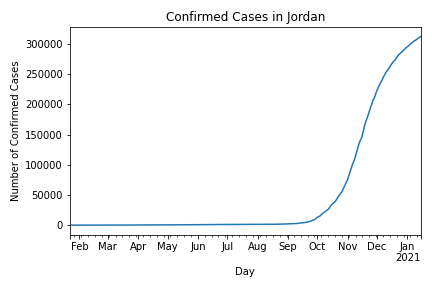 Confirmed Cases in Jordan
300000
250000
200000
150000
100000
50000
0
Number of Confirmed Cases
Feb Mar Apr May Jun Jul Aug Sep Oct Nov Dec Jan
2021
Day